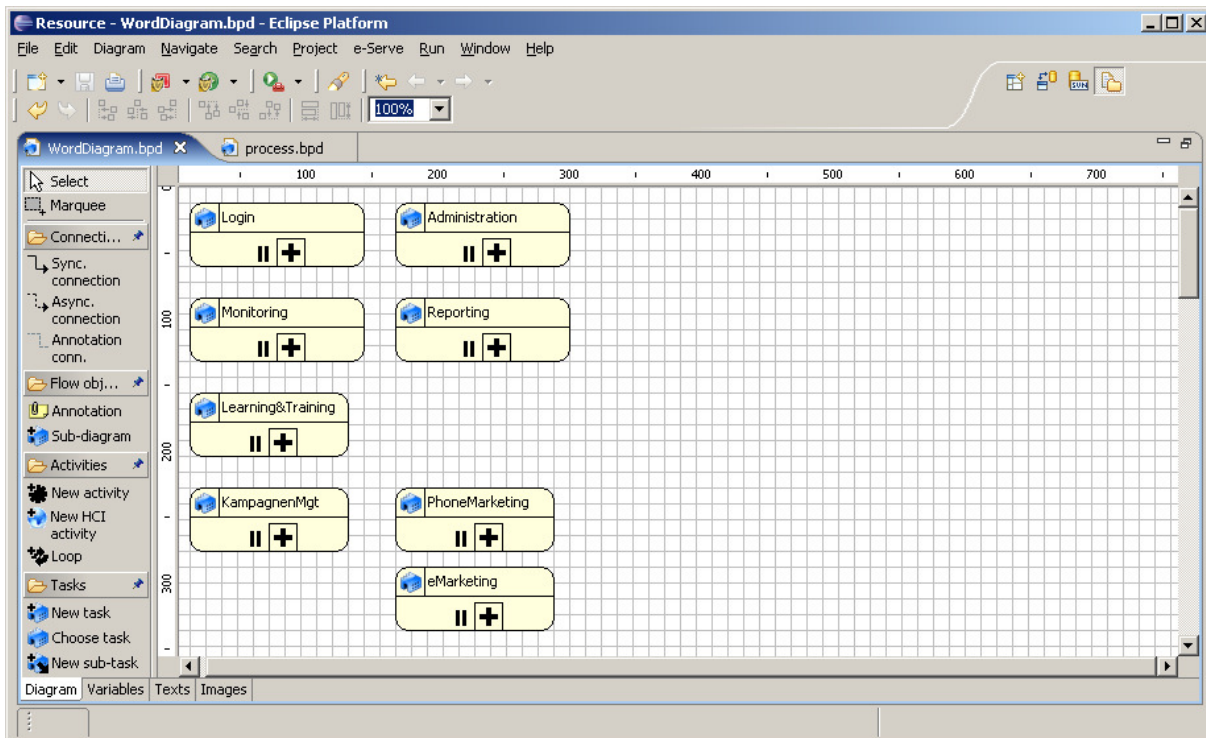 Resource - WordDiagram.bpd - Eclipse Platform
File Edit Diagram Navigate Search Project e-Serve Run Window Help
SVN
100%
WordDiagram.bpd process.bpd
Select
Marquee
Connecti...
Sync.
connection
Async.
connection
Annotation
conn.
Flow obj...
Annotation
Sub-diagram
Activities
New activity
New HCI
activity
Loop
Tasks
New task
Choose task
New sub-task
100 200 300 400 500 600 700
0
100
200
300
Login Administration
Monitoring Reporting
Learning&Training
KampagnenMgt PhoneMarketing
eMarketing
Diagram Variables Texts Images